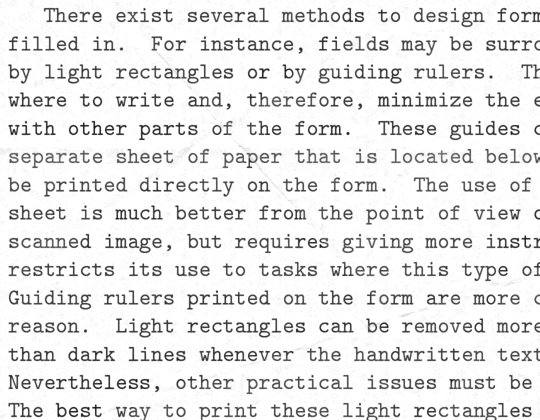 There exist several methods to design
filled in. For instance, fields may be
by light rectangles or by guiding rulers.
where to write and, therefore, minimize the
with other parts of the form. These guides
separate sheet of paper that is located
be printed directly on the form. The use of
sheet is much better from the point of view
scanned image, but requires giving more
restricts its use to tasks where this type of
Guiding rulers printed on the form are more
reason. Light rectangles can be removed more
than dark lines whenever the handwritten text
Nevertheless, other practical issues must be
The best way to print these light rectangles